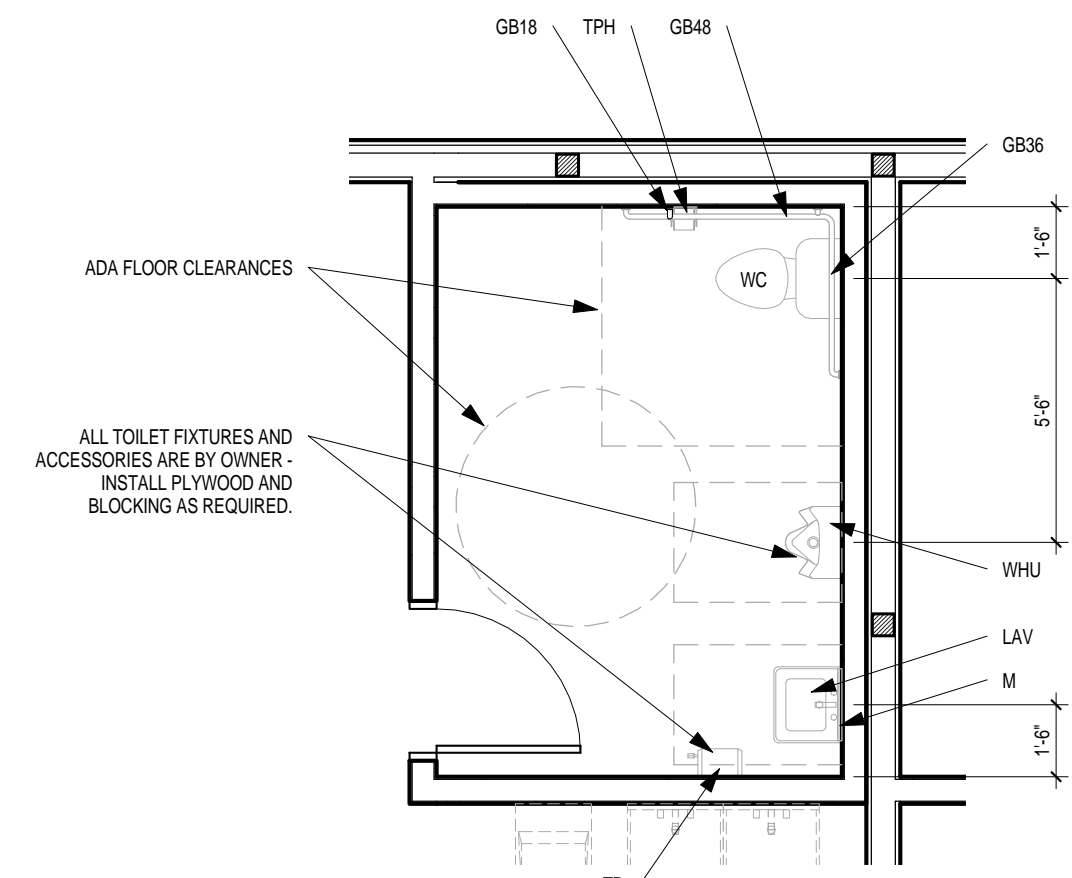 GB18
TPH
GB48
GB36
1'-6"
ADA FLOOR CLEARANCES
WC
5'-6"
ALL TOILET FIXTURES AND
ACCESSORIES ARE BY OWNER -
INSTALL PLYWOOD AND
BLOCKING AS REQUIRED.
WHU
LAV
M
1'-6"